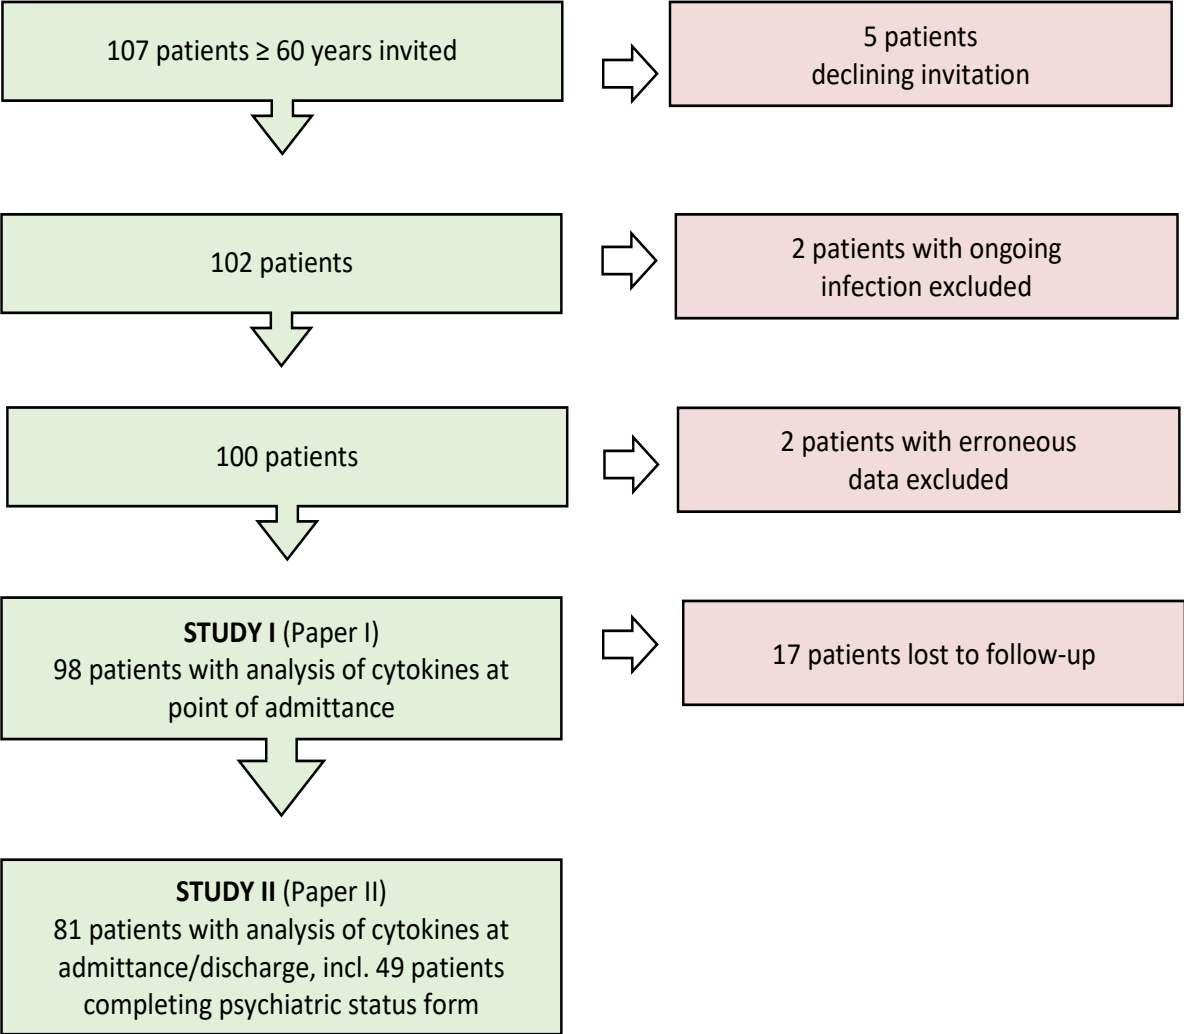 107 patients ≥ 60 years invited
5 patients
declining invitation
102 patients
2 patients with ongoing
infection excluded
100 patients
2 patients with erroneous
data excluded
STUDY I (Paper I)
98 patients with analysis of cytokines at
point of admittance
17 patients lost to follow-up
STUDY II (Paper II)
81 patients with analysis of cytokines at
admittance/discharge, incl. 49 patients
completing psychiatric status form